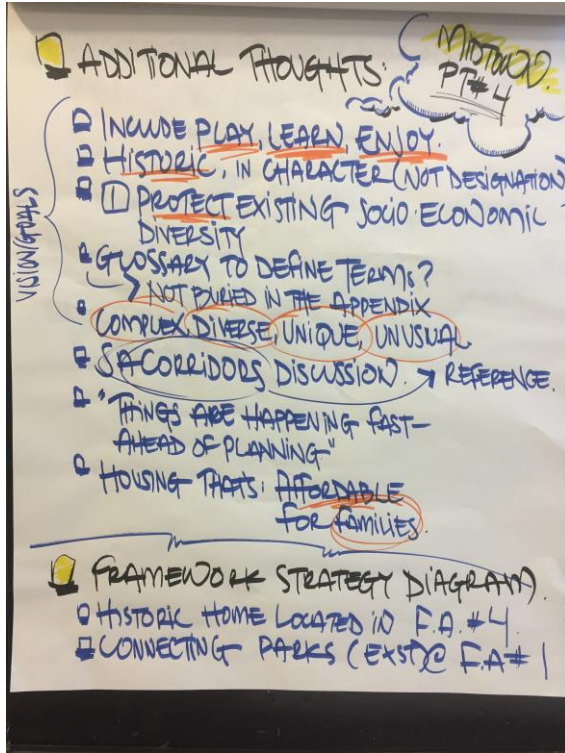 ADDITIONAL THOUGHTS:
MIDTOWN
PT#4
VISION/GOALS
INCLUDE PLAY, LEARN, ENJOY.
HISTORIC, IN CHARACTER (NOT DESIGNATION)
1 PROTECT EXISTING SOCIO ECONOMIC
DIVERSITY
GLOSSARY TO DEFINE TERMS?
NOT BURIED IN THE APPENDIX
COMPLEX, DIVERSE, UNIQUE, UNUSUAL
SA CORRIDORS DISCUSSION. → REFERENCE.
"THINGS ARE HAPPENING FAST-
AHEAD OF PLANNING"
HOUSING THAT'S: AFFORDABLE
FOR FAMILIES.
FRAMEWORK STRATEGY DIAGRAM.
HISTORIC HOME LOCATED IN F.A.#4.
CONNECTING PARKS (EXST) @ F.A# 1